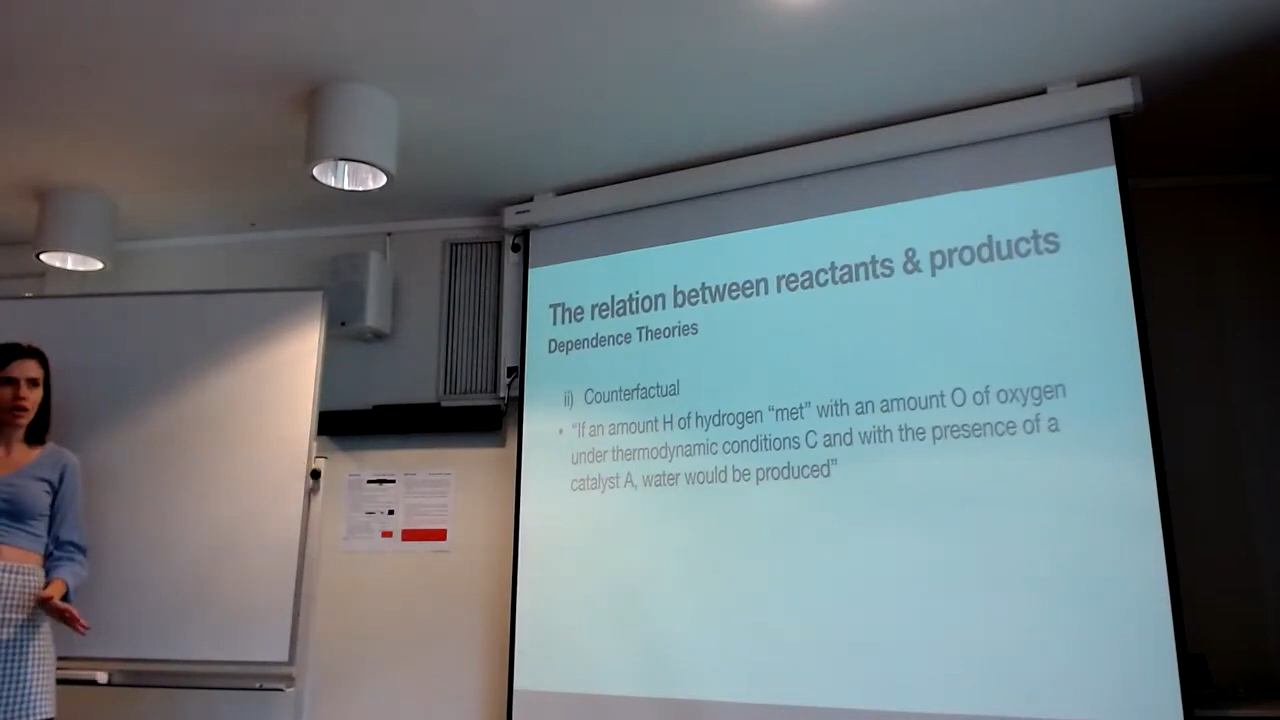 The relation between reactants & products
Dependence Theories
ii) Counterfactual
• "If an amount H of hydrogen "met" with an amount O of oxygen
under thermodynamic conditions C and with the presence of a
catalyst A, water would be produced"